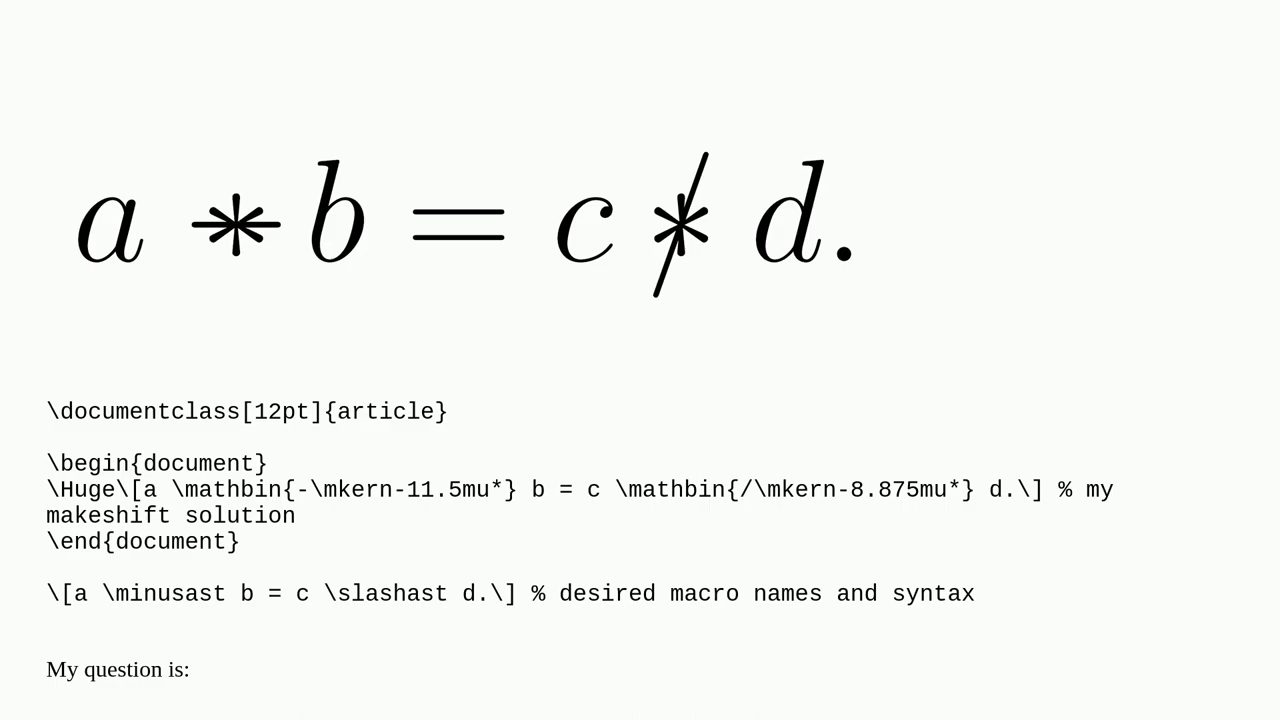 a ⁎ b = c ⁎ d.
\documentclass[12pt]{article}
\begin{document}
\Huge\[a \mathbin{-\mkern-11.5mu*} b = c \mathbin{/\mkern-8.875mu*} d.\] % my
makeshift solution
\end{document}
\[a \minusast b = c \slashast d.\] % desired macro names and syntax
My question is: